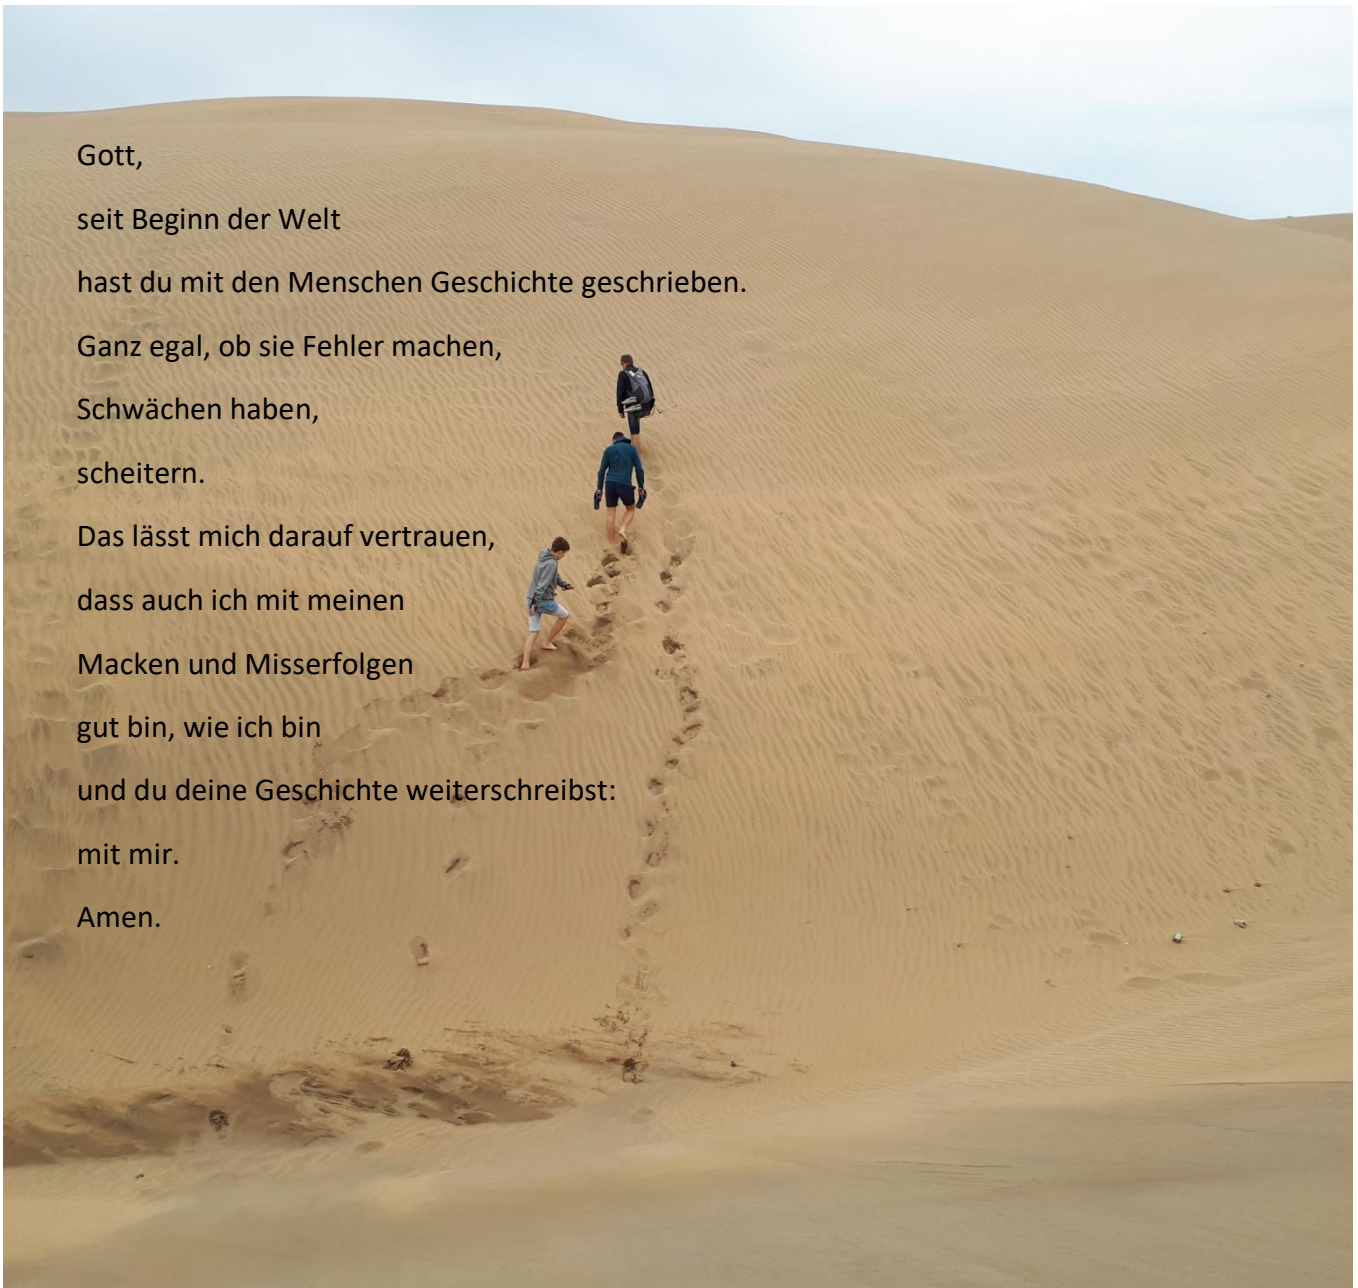 Gott,
seit Beginn der Welt
hast du mit den Menschen Geschichte geschrieben.
Ganz egal, ob sie Fehler machen,
Schwächen haben,
scheitern.
Das lässt mich darauf vertrauen,
dass auch ich mit meinen
Macken und Misserfolgen
gut bin, wie ich bin
und du deine Geschichte weiterschreibst:
mit mir.
Amen.